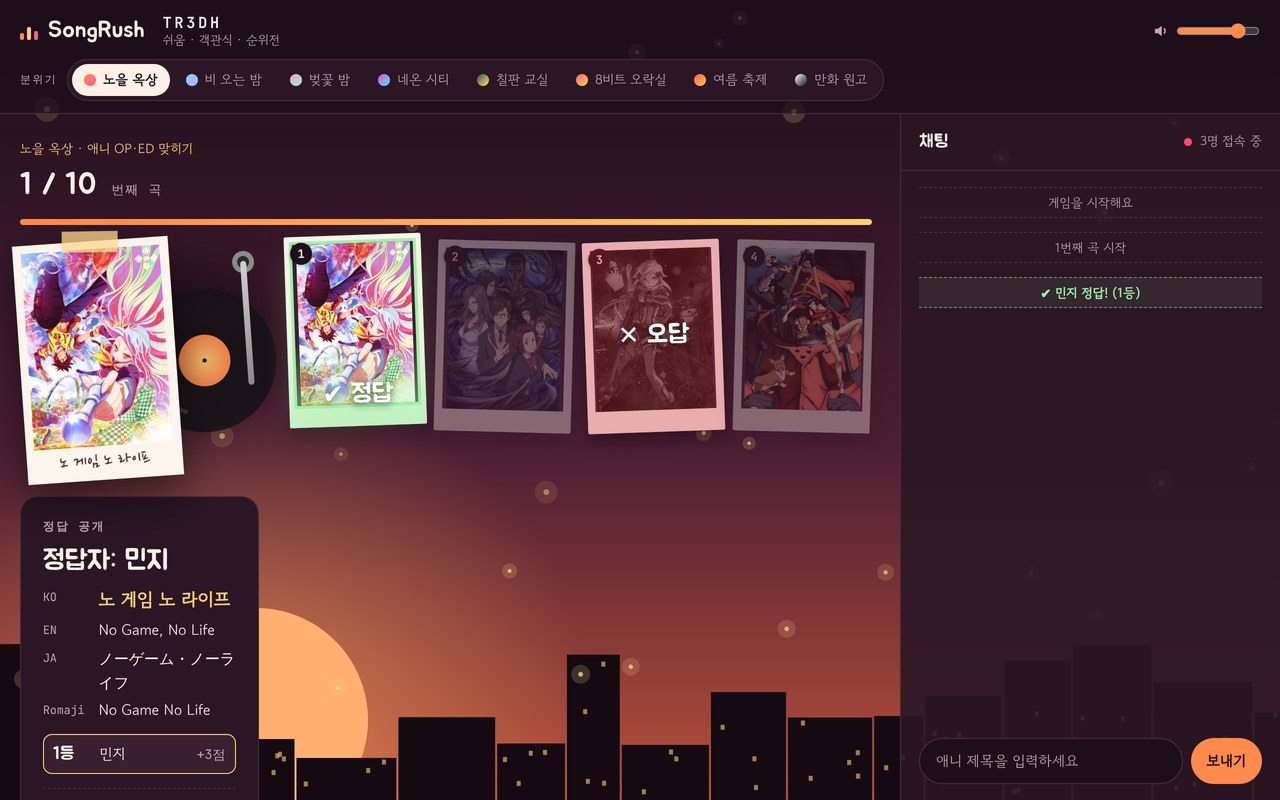 SongRush
TR3DH
쉬움 · 객관식 · 순위전
분위기
노을 옥상
비 오는 밤
벚꽃 밤
네온 시티
칠판 교실
8비트 오락실
여름 축제
만화 원고
노을 옥상 · 애니 OP·ED 맞히기
1 / 10 번째 곡
노 게임 노 라이프
1
✔ 정답
2
3
✕ 오답
4
정답 공개
정답자: 민지
KO 노 게임 노 라이프
EN No Game, No Life
JA ノーゲーム・ノーラ
イフ
Romaji No Game No Life
1등 민지 +3점
채팅
3명 접속 중
게임을 시작해요
1번째 곡 시작
✔ 민지 정답! (1등)
애니 제목을 입력하세요
보내기